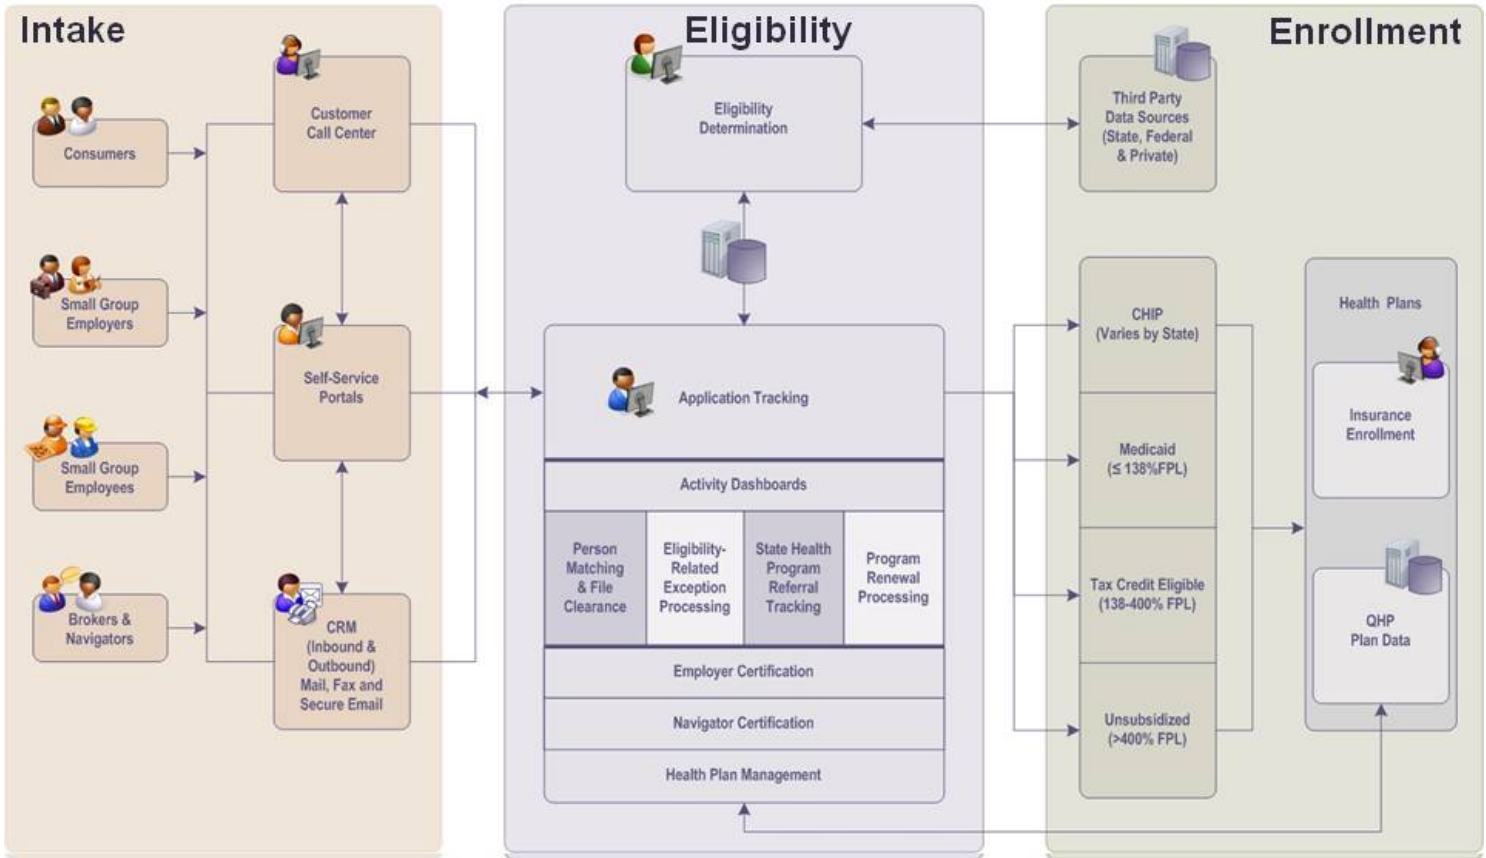 Intake
Consumers
Small Group
Employers
Small Group
Employees
Brokers &
Navigators
Customer
Call Center
Self-Service
Portals
CRM
(Inbound &
Outbound)
Mail, Fax and
Secure Email
Eligibility
Eligibility
Determination
Application Tracking
Activity Dashboards
Person
Matching
& File
Clearance
Eligibility-
Related
Exception
Processing
State Health
Program
Referral
Tracking
Program
Renewal
Processing
Employer Certification
Navigator Certification
Health Plan Management
Enrollment
Third Party
Data Sources
(State, Federal
& Private)
CHIP
(Varies by State)
Medicaid
(≤ 138%FPL)
Tax Credit Eligible
(138-400% FPL)
Unsubsidized
(>400% FPL)
Health Plans
Insurance
Enrollment
QHP
Plan Data